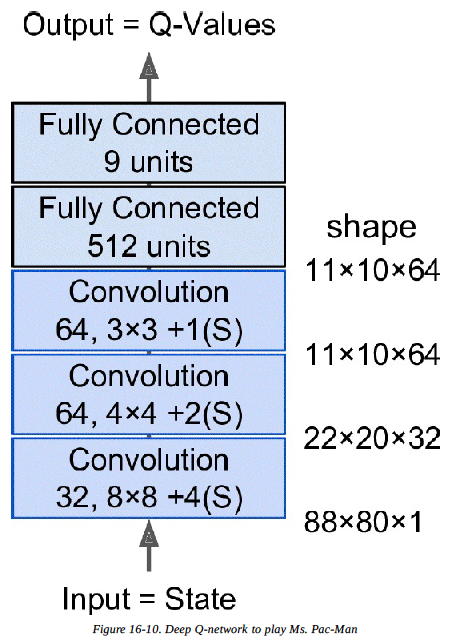 Output = Q-Values
Fully Connected
9 units
Fully Connected
512 units
shape
11×10×64
Convolution
64, 3×3 +1(S)
11×10×64
Convolution
64, 4×4 +2(S)
22×20×32
Convolution
32, 8×8 +4(S)
88×80×1
Input = State
Figure 16-10. Deep Q-network to play Ms. Pac-Man